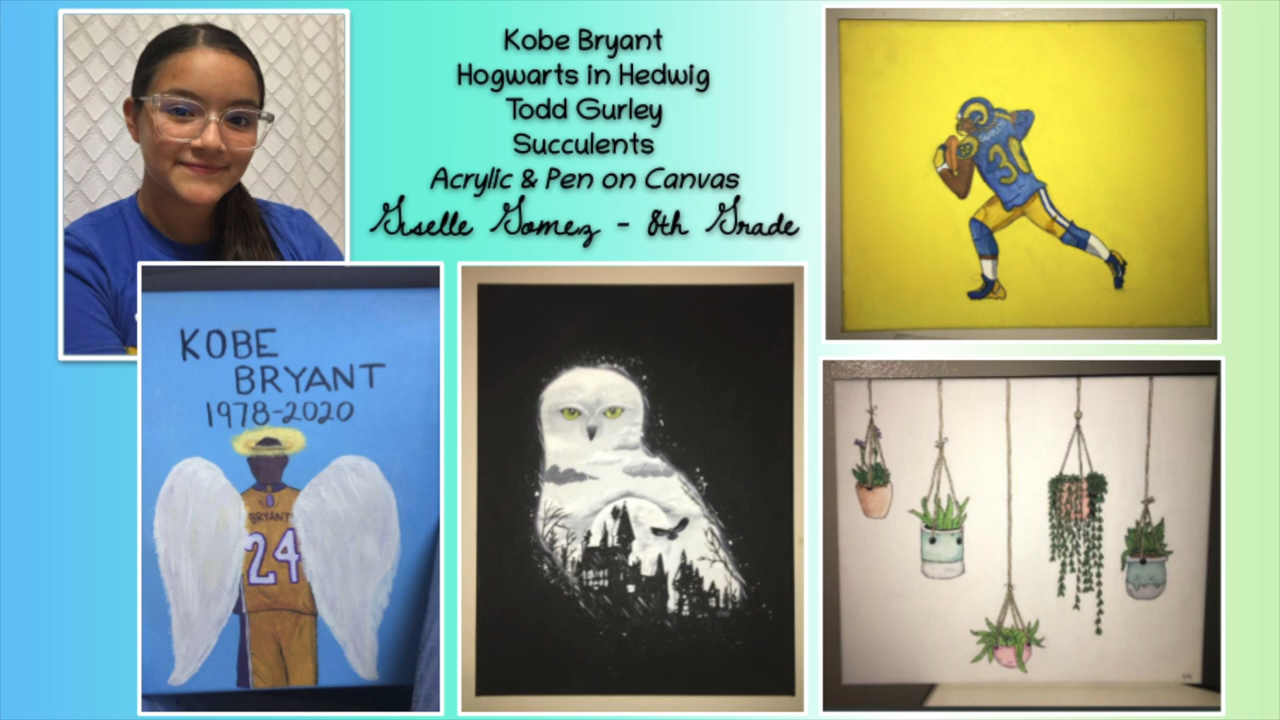 Kobe Bryant
Hogwarts in Hedwig
Todd Gurley
Succulents
Acrylic & Pen on Canvas
Giselle Gomez - 8th Grade
KOBE
BRYANT
1978-2020
BRYANT
24
GURLEY
30